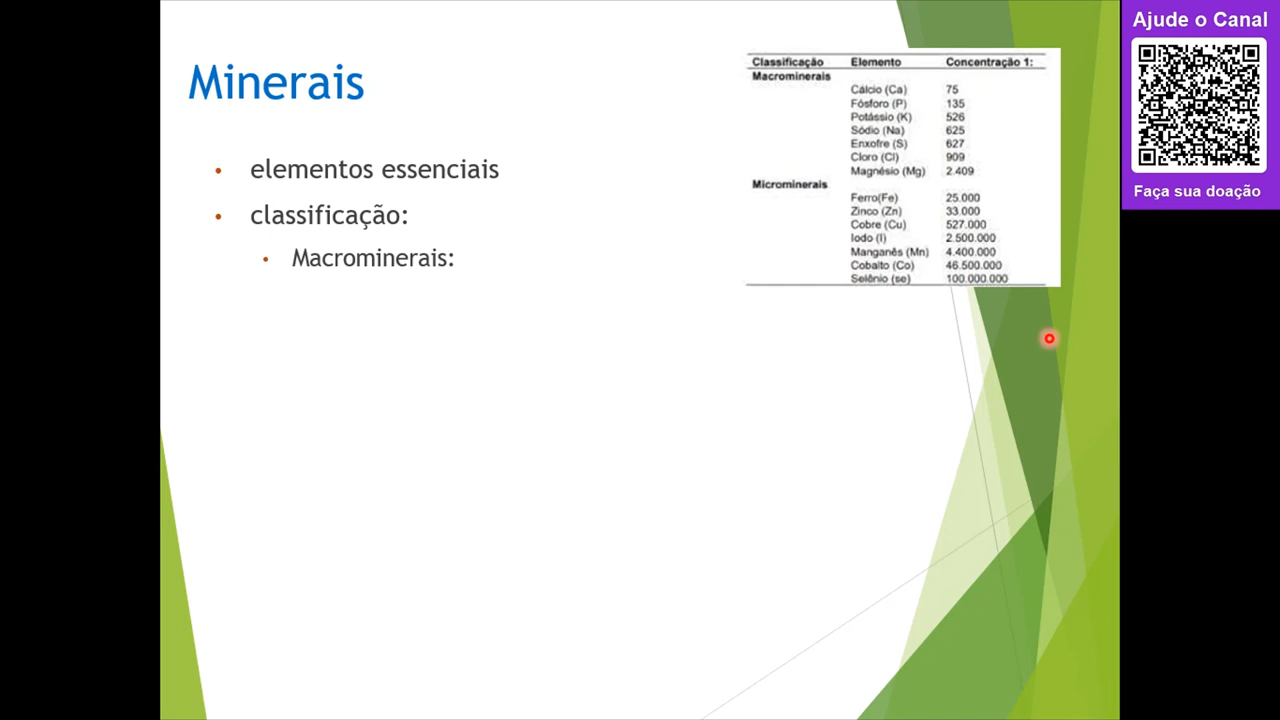 Minerais
elementos essenciais
classificação:
Macrominerais:
Classificação Elemento Concentração 1:
Macrominerais
Cálcio (Ca) 75
Fósforo (P) 135
Potássio (K) 526
Sódio (Na) 625
Enxofre (S) 627
Cloro (Cl) 909
Magnésio (Mg) 2.409
Microminerais
Ferro(Fe) 25.000
Zinco (Zn) 33.000
Cobre (Cu) 527.000
Iodo (I) 2.500.000
Manganês (Mn) 4.400.000
Cobalto (Co) 46.500.000
Selênio (se) 100.000.000
Ajude o Canal
Faça sua doação